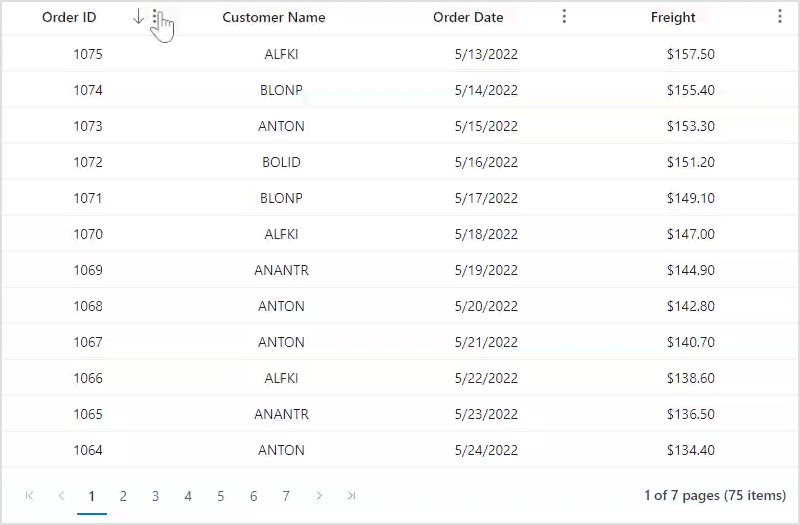 Order ID Customer Name Order Date Freight
1075 ALFKI 5/13/2022 $157.50
1074 BLONP 5/14/2022 $155.40
1073 ANTON 5/15/2022 $153.30
1072 BOLID 5/16/2022 $151.20
1071 BLONP 5/17/2022 $149.10
1070 ALFKI 5/18/2022 $147.00
1069 ANANTR 5/19/2022 $144.90
1068 ANTON 5/20/2022 $142.80
1067 ANTON 5/21/2022 $140.70
1066 ALFKI 5/22/2022 $138.60
1065 ANANTR 5/23/2022 $136.50
1064 ANTON 5/24/2022 $134.40
1 2 3 4 5 6 7 1 of 7 pages (75 items)